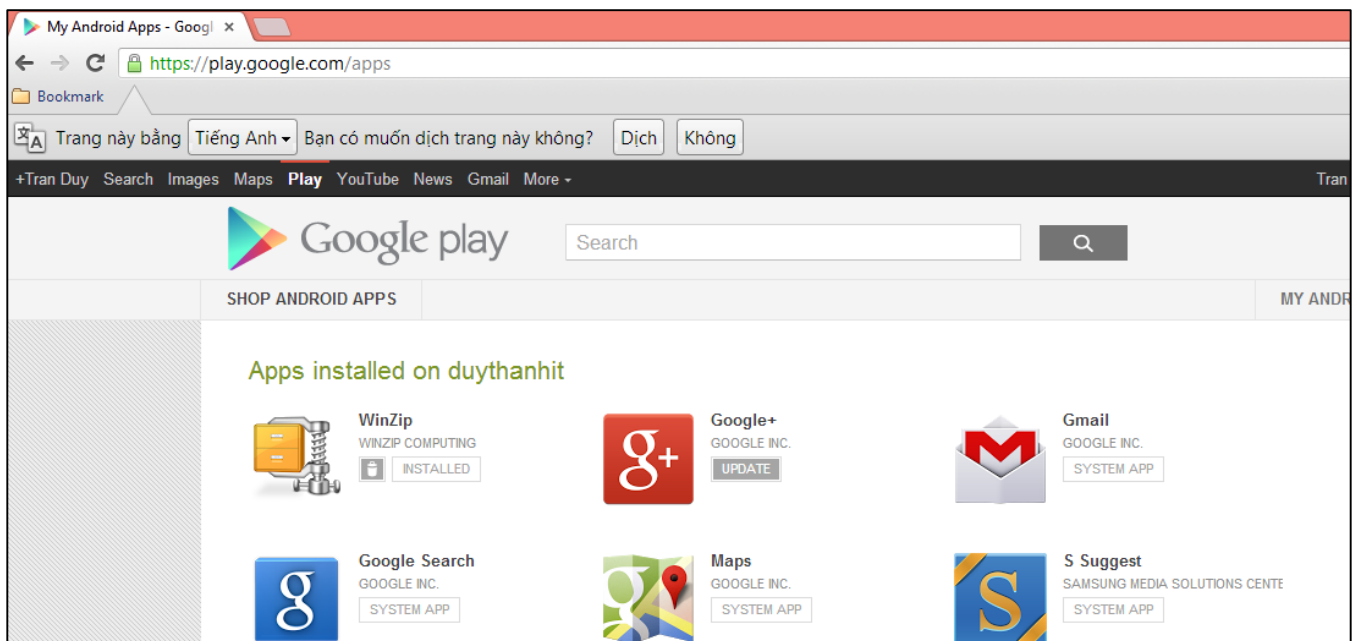 My Android Apps - Googl
https://play.google.com/apps
Bookmark
Trang này bằng Tiếng Anh Bạn có muốn dịch trang này không? Dịch Không
+Tran Duy Search Images Maps Play YouTube News Gmail More Tran
Google play Search
SHOP ANDROID APPS MY ANDR
Apps installed on duythanhit
WinZip Google+ Gmail
WINZIP COMPUTING GOOGLE INC. GOOGLE INC.
INSTALLED UPDATE SYSTEM APP
Google Search Maps S Suggest
GOOGLE INC. GOOGLE INC. SAMSUNG MEDIA SOLUTIONS CENTE
SYSTEM APP SYSTEM APP SYSTEM APP